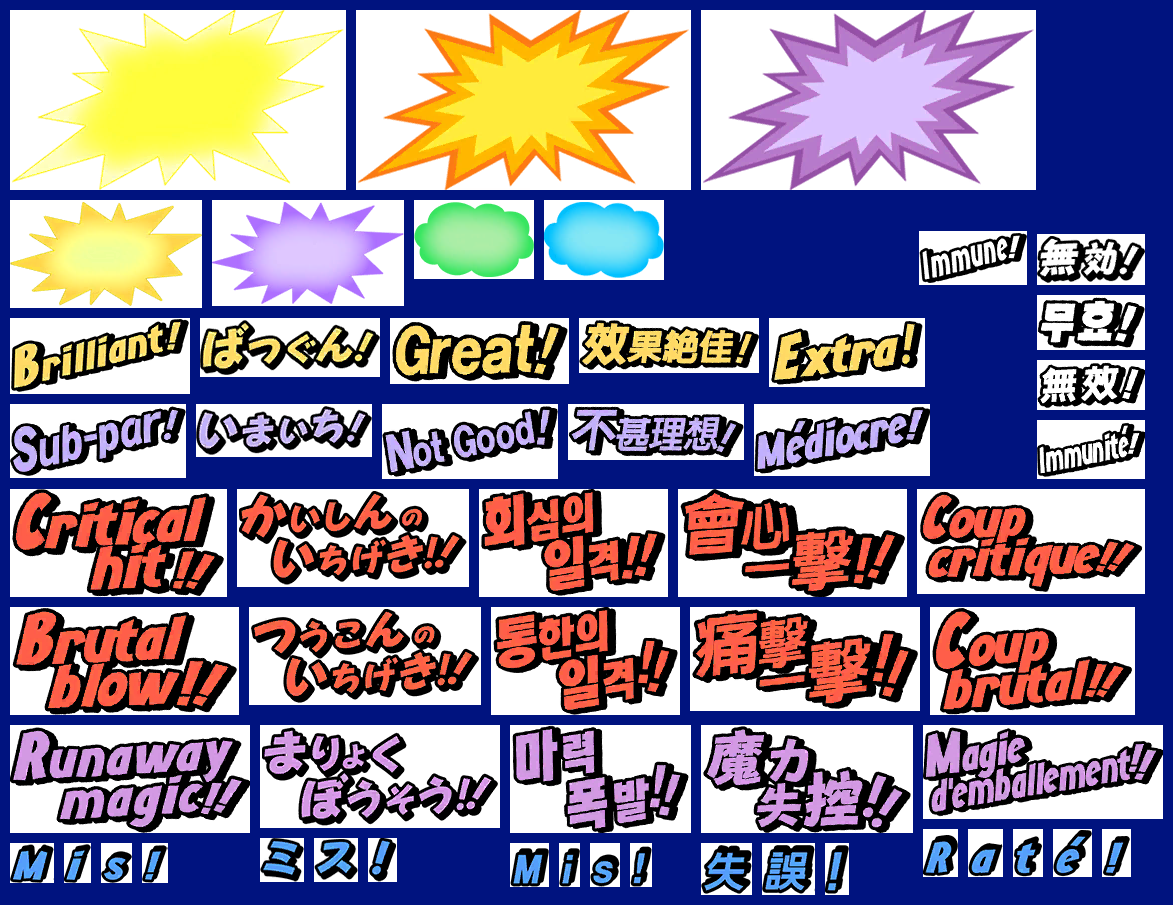 Immune!
無効!
무효!
無效!
Immunité!
Brilliant!
ばつぐん!
Great!
效果絶佳!
Extra!
Sub-par!
いまいち!
Not Good!
不甚理想!
Médiocre!
Critical
hit!!
かいしんの
いちげき!!
회심의
일격!!
會心
一擊!!
Coup
critique!!
Brutal
blow!!
つうこんの
いちげき!!
통한의
일격!!
痛擊
一擊!!
Coup
brutal!!
Runaway
magic!!
まりょく
ぼうそう!!
마력
폭발!!
魔力
失控!!
Magie
d'emballement!!
Mis!
ミス!
Mis!
失誤!
Raté!